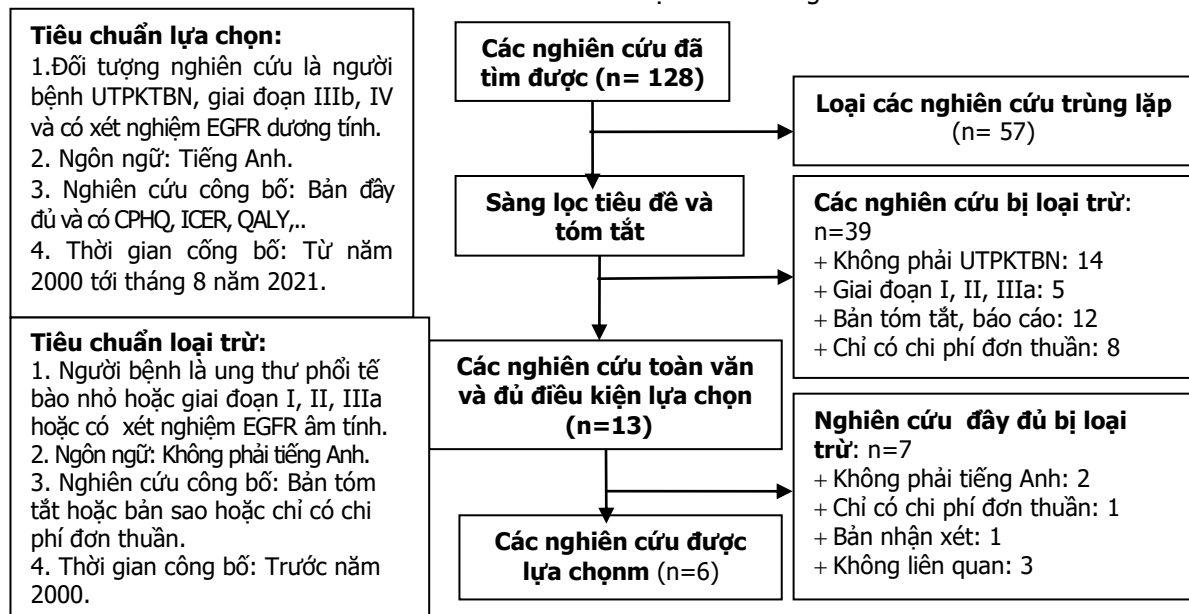 Tiêu chuẩn lựa chọn:
1.Đối tượng nghiên cứu là người
bệnh UTPKTBN, giai đoạn IIIb, IV
và có xét nghiệm EGFR dương tính.
2. Ngôn ngữ: Tiếng Anh.
3. Nghiên cứu công bố: Bản đầy
đủ và có CPHQ, ICER, QALY,..
4. Thời gian cống bố: Từ năm
2000 tới tháng 8 năm 2021.
Tiêu chuẩn loại trừ:
1. Người bệnh là ung thư phổi tế
bào nhỏ hoặc giai đoạn I, II, IIIa
hoặc có xét nghiệm EGFR âm tính.
2. Ngôn ngữ: Không phải tiếng Anh.
3. Nghiên cứu công bố: Bản tóm
tắt hoặc bản sao hoặc chỉ có chi
phí đơn thuần.
4. Thời gian công bố: Trước năm
2000.
Các nghiên cứu đã
tìm được (n= 128)
Loại các nghiên cứu trùng lặp
(n= 57)
Sàng lọc tiêu đề và
tóm tắt
Các nghiên cứu bị loại trừ:
n=39
+ Không phải UTPKTBN: 14
+ Giai đoạn I, II, IIIa: 5
+ Bản tóm tắt, báo cáo: 12
+ Chỉ có chi phí đơn thuần: 8
Các nghiên cứu toàn văn
và đủ điều kiện lựa chọn
(n=13)
Nghiên cứu đầy đủ bị loại
trừ: n=7
+ Không phải tiếng Anh: 2
+ Chỉ có chi phí đơn thuần: 1
+ Bản nhận xét: 1
+ Không liên quan: 3
Các nghiên cứu được
lựa chọnm (n=6)